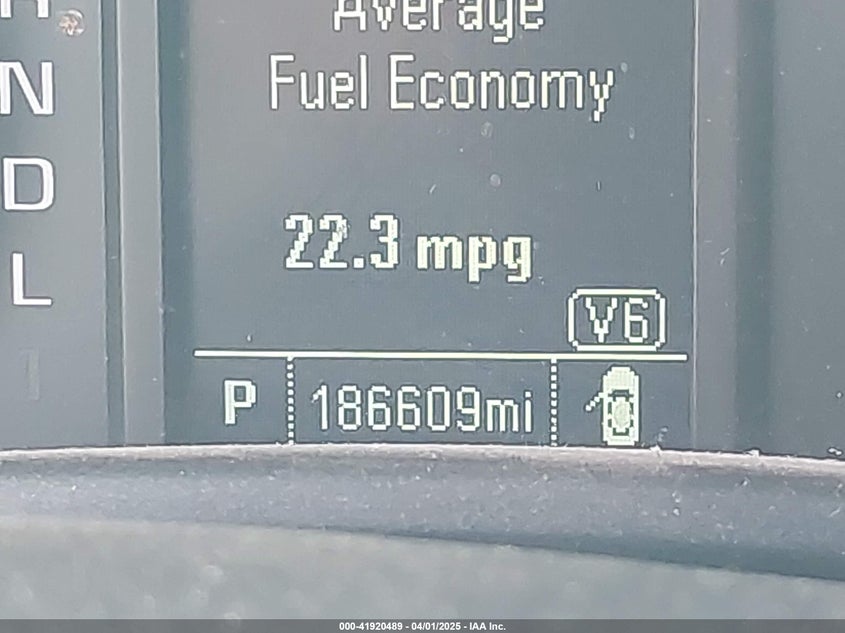 Average
Fuel Economy
N
D
22.3 mpg
L
V6
P 186609mi
000-41920489 - 04/01/2025 - IAA Inc.